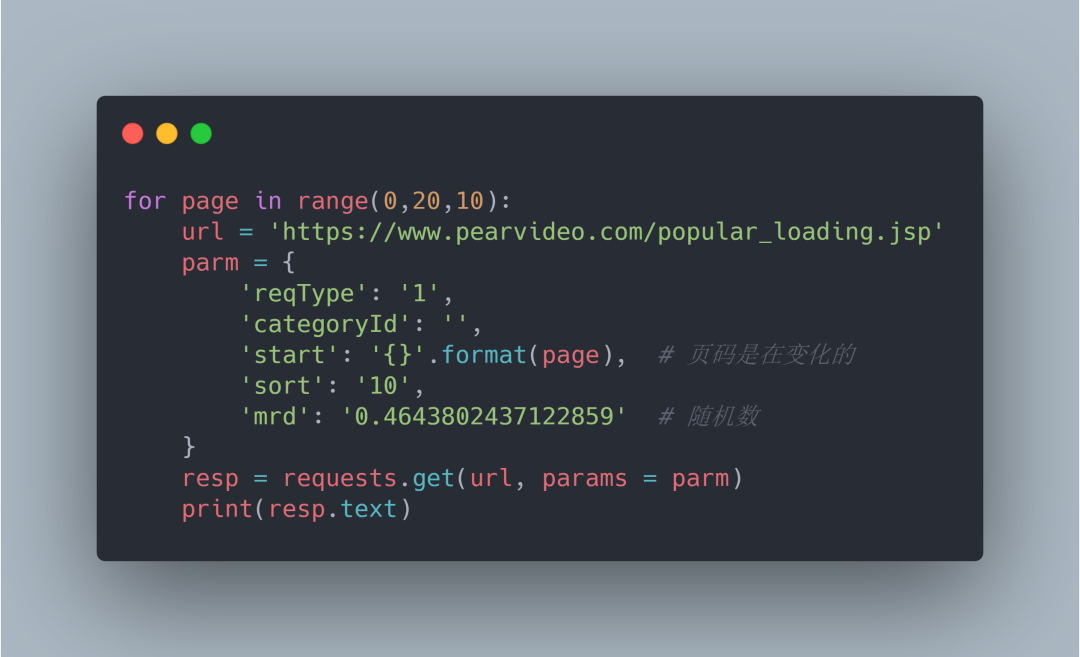 for page in range(0,20,10):
    url = 'https://www.pearvideo.com/popular_loading.jsp'
    parm = {
        'reqType': '1',
        'categoryId': '',
        'start': '{}'.format(page),  # 页码是在变化的
        'sort': '10',
        'mrd': '0.4643802437122859'  # 随机数
    }
    resp = requests.get(url, params = parm)
    print(resp.text)